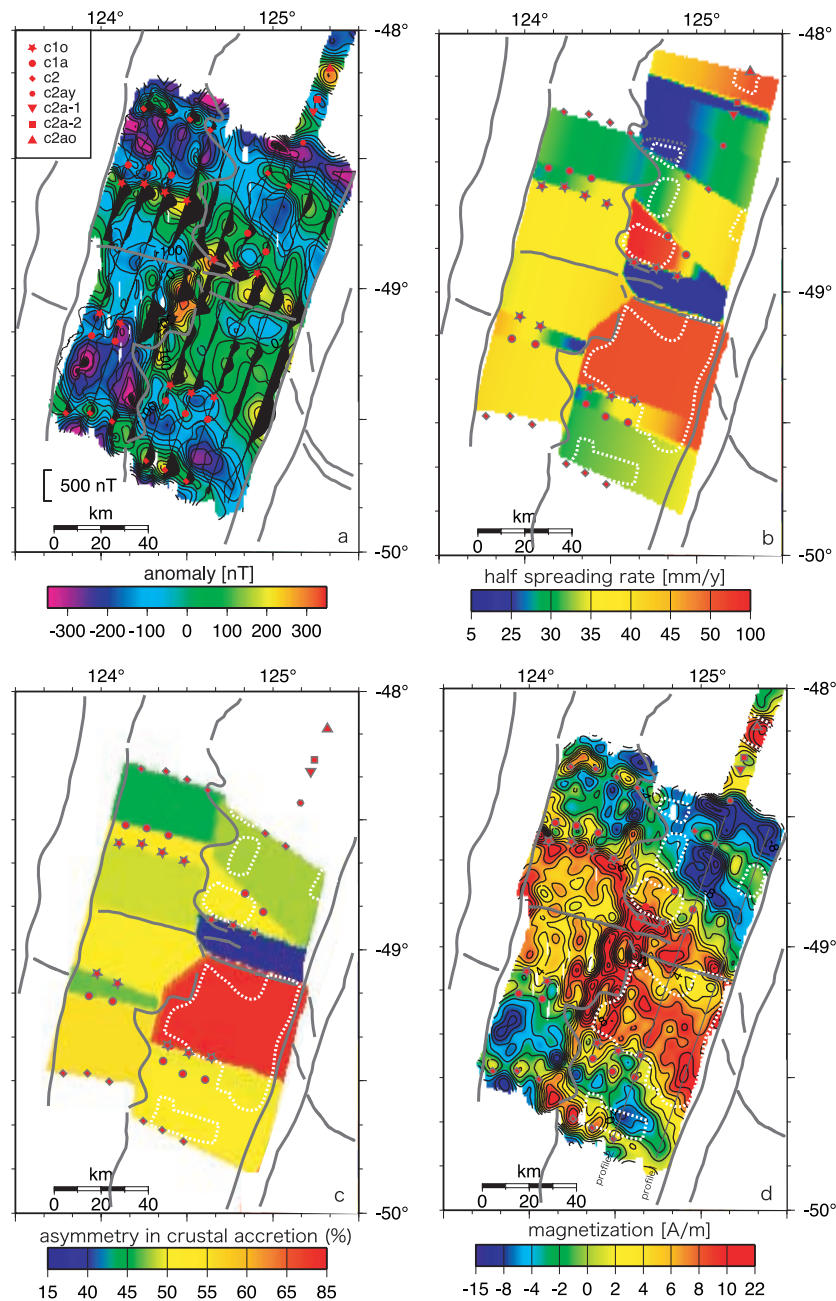 124° 125°
-48°
c1o
c1a
c2
c2ay
c2a-1
c2a-2
c2ao
-49°
500 nT
km
0 20 40
a
-50°
anomaly [nT]
-300 -200 -100 0 100 200 300
124° 125°
-48°
-49°
km
0 20 40
b
-50°
half spreading rate [mm/y]
5 25 30 35 40 45 50 100
124° 125°
-48°
-49°
km
0 20 40
c
-50°
asymmetry in crustal accretion (%)
15 40 45 50 55 60 65 85
124° 125°
-48°
-49°
profile
profile
km
0 20 40
d
-50°
magnetization [A/m]
-15 -8 -4 -2 0 2 4 8 10 22